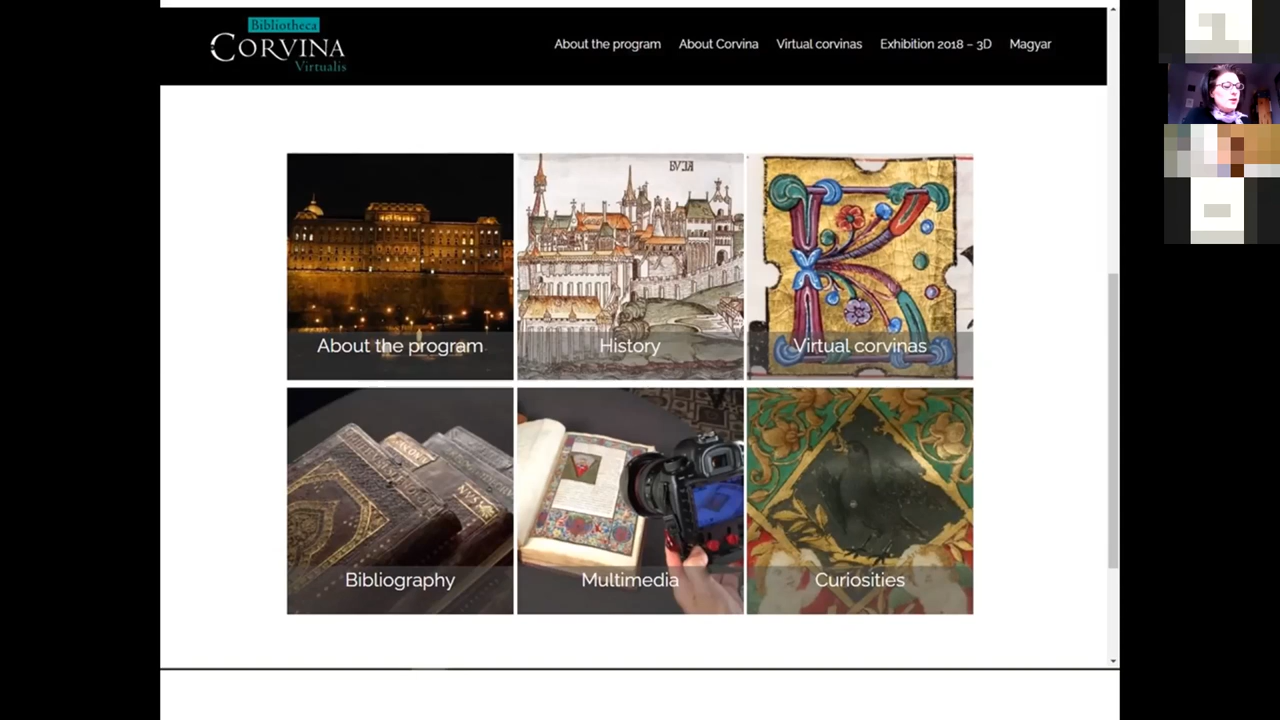 Bibliotheca
CORVINA
Virtualis
About the program About Corvina Virtual corvinas Exhibition 2018 – 3D Magyar
BVDA
About the program
History
Virtual corvinas
Bibliography
Multimedia
Curiosities